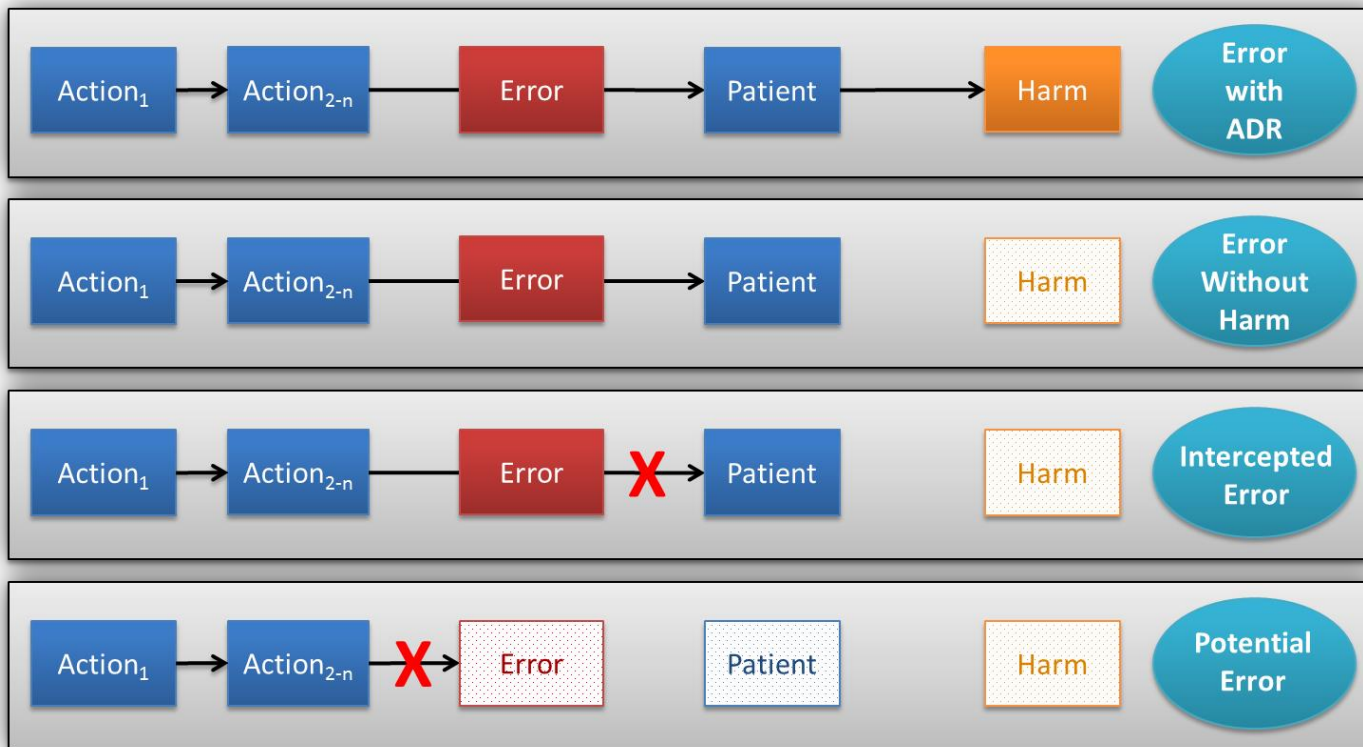 Action₁
Action₂₋ₙ
Error
Patient
Harm
Error
with
ADR
Action₁
Action₂₋ₙ
Error
Patient
Harm
Error
Without
Harm
Action₁
Action₂₋ₙ
Error
X
Patient
Harm
Intercepted
Error
Action₁
Action₂₋ₙ
X
Error
Patient
Harm
Potential
Error